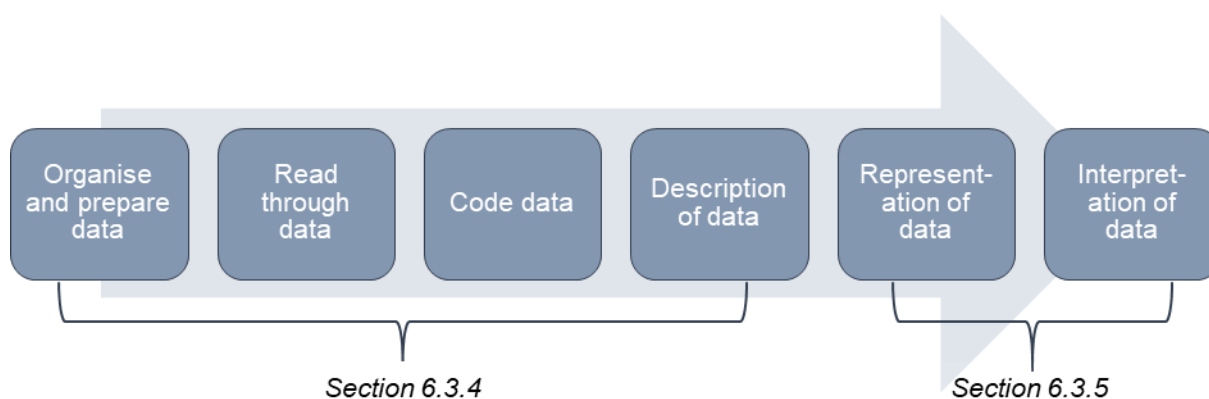 Organise
and prepare
data
Read
through
data
Code data
Description
of data
Represent-
ation of
data
Interpret-
ation of
data
Section 6.3.4
Section 6.3.5